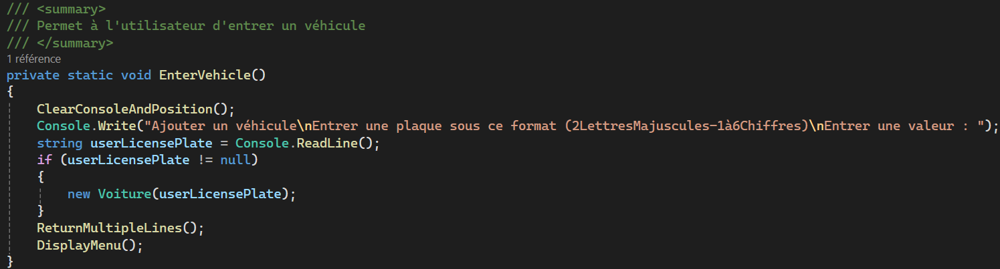 /// <summary>
/// Permet à l'utilisateur d'entrer un véhicule
/// </summary>
1 référence
private static void EnterVehicle()
{
    ClearConsoleAndPosition();
    Console.Write("Ajouter un véhicule\nEntrer une plaque sous ce format (2LettresMajuscules-1à6Chiffres)\nEntrer une valeur : ");
    string userLicensePlate = Console.ReadLine();
    if (userLicensePlate != null)
    {
        new Voiture(userLicensePlate);
    }
    ReturnMultipleLines();
    DisplayMenu();
}